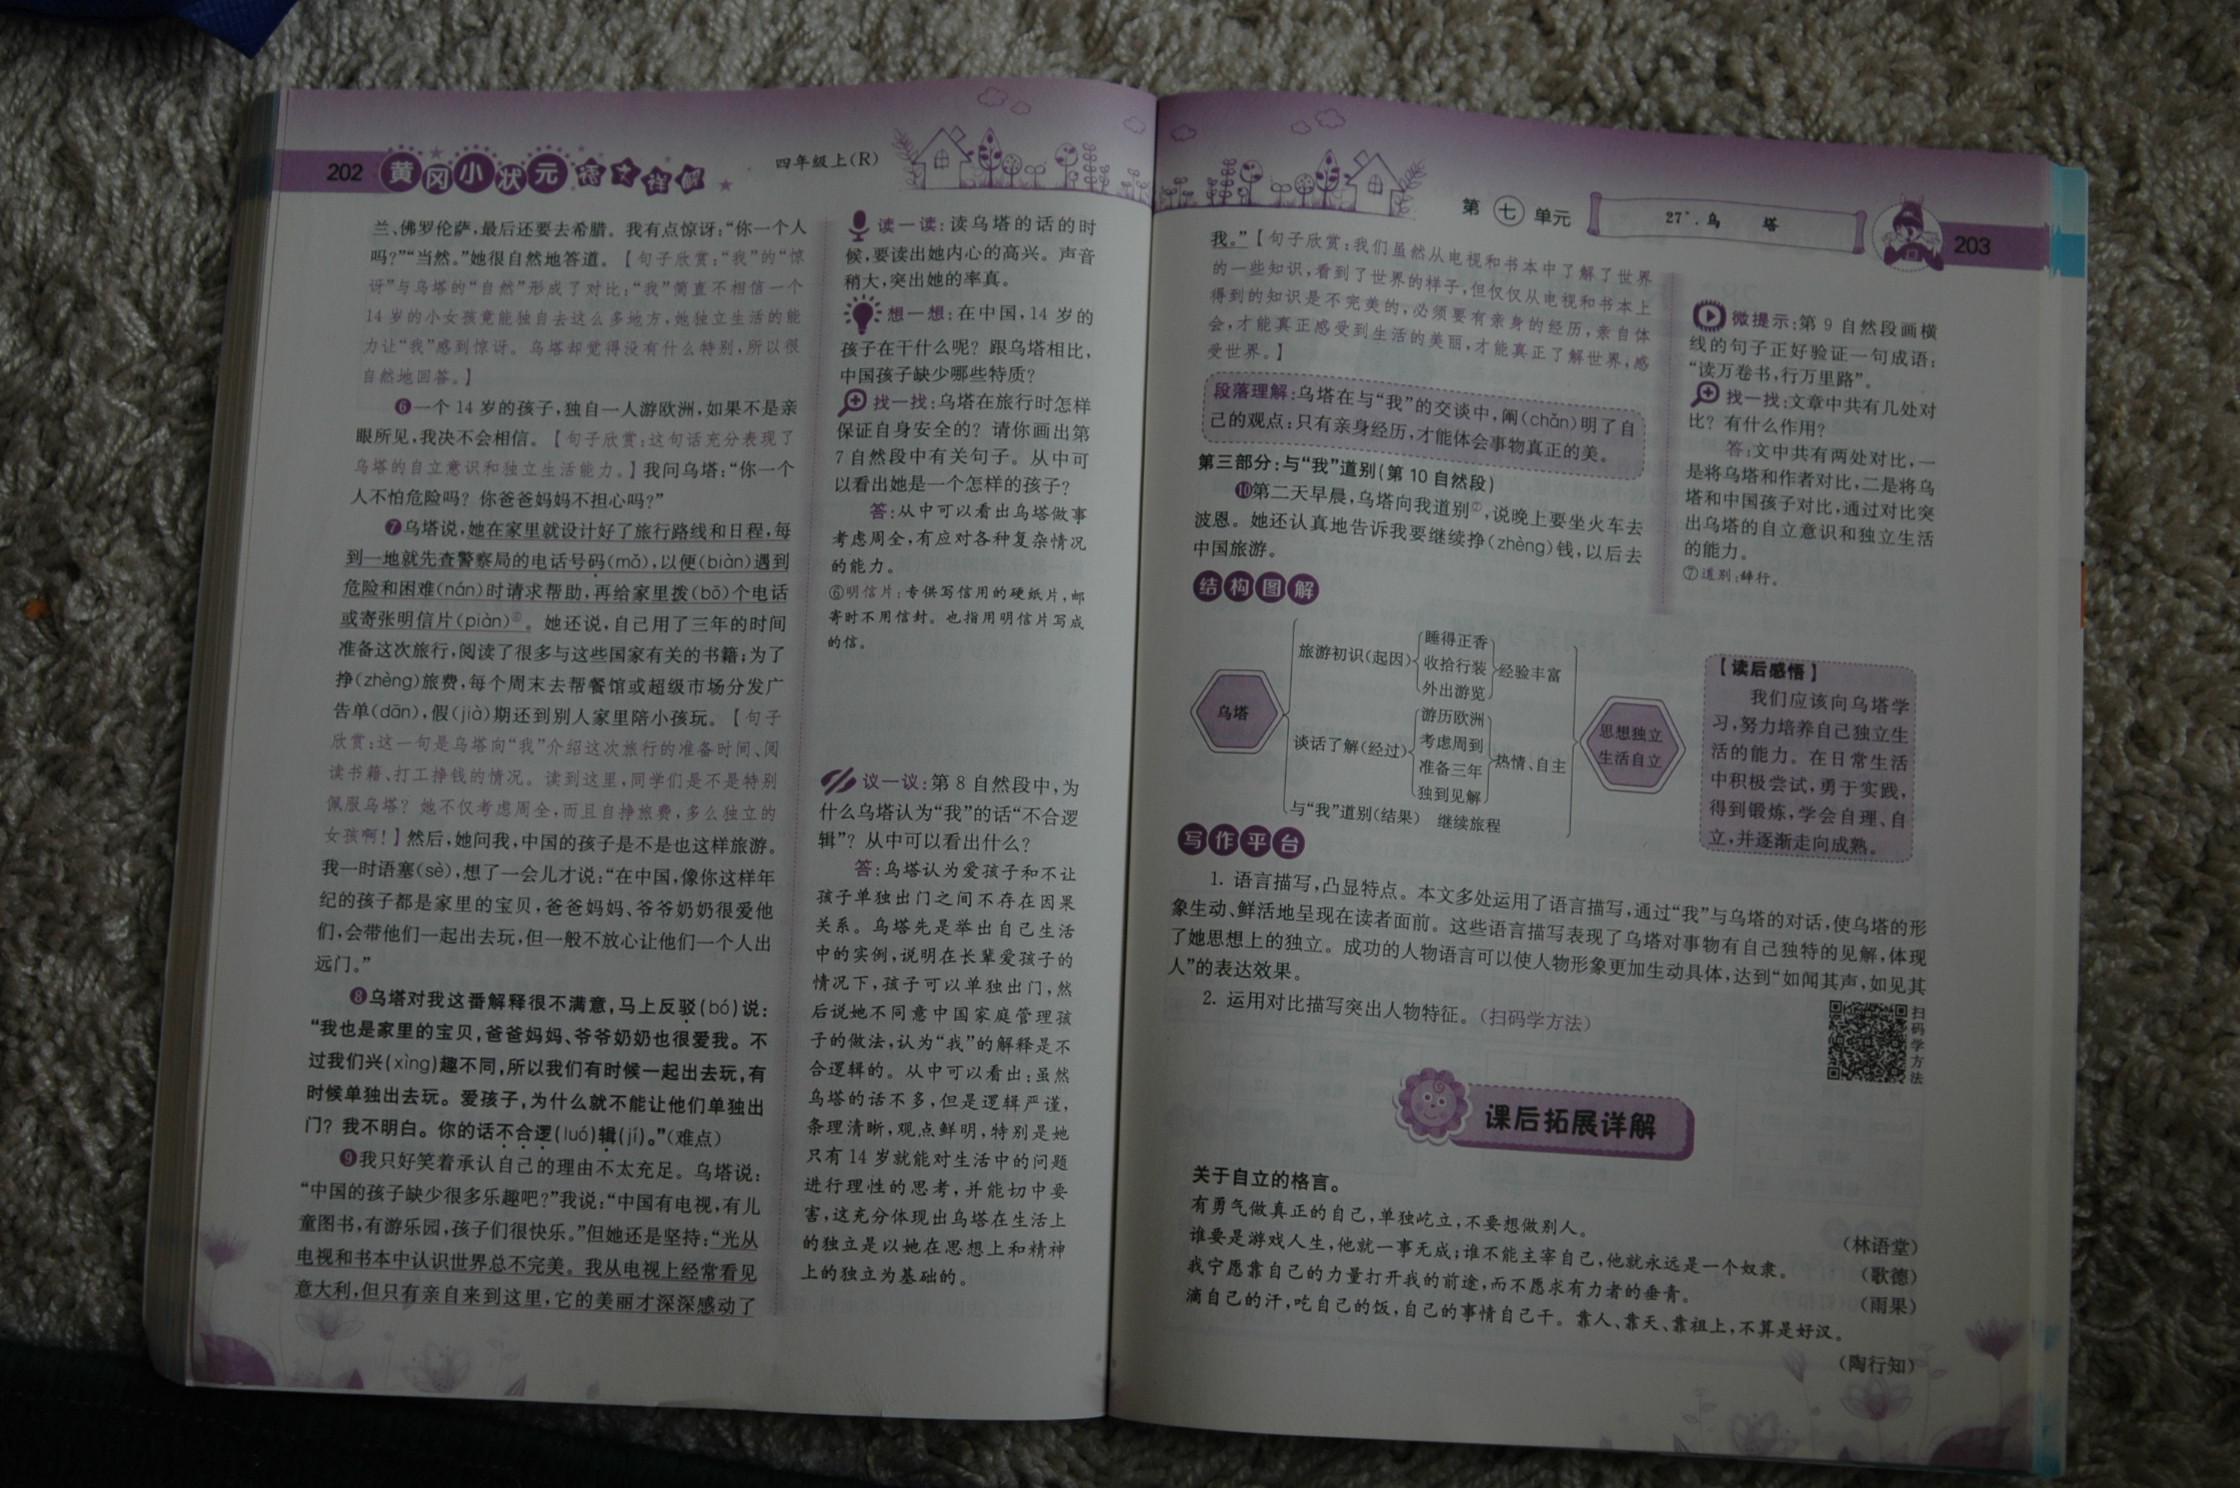 202 黄冈小状元语文详解 四年级上(R)
兰、佛罗伦萨,最后还要去希腊。我有点惊讶:“你一个人
吗?”“当然。”她很自然地答道。【句子欣赏:“我”的“惊
讶”与乌塔的“自然”形成了对比:“我”简直不相信一个
14岁的小女孩竟能独自去这么多地方,她独立生活的能
力让“我”感到惊讶。乌塔却觉得没有什么特别,所以很
自然地回答。】
❻一个14岁的孩子,独自一人游欧洲,如果不是亲
眼所见,我决不会相信。【句子欣赏:这句话充分表现了
乌塔的自立意识和独立生活能力。】我问乌塔:“你一个
人不怕危险吗?你爸爸妈妈不担心吗?”
❼乌塔说,她在家里就设计好了旅行路线和日程,每
到一地就先查警察局的电话号码(mǎ),以便(biàn)遇到
危险和困难(nán)时请求帮助,再给家里拨(bō)个电话
或寄张明信片(piàn)⑥。她还说,自己用了三年的时间
准备这次旅行,阅读了很多与这些国家有关的书籍;为了
挣(zhèng)旅费,每个周末去帮餐馆或超级市场分发广
告单(dān),假(jià)期还到别人家里陪小孩玩。【句子
欣赏:这一句是乌塔向“我”介绍这次旅行的准备时间、阅
读书籍、打工挣钱的情况。读到这里,同学们是不是特别
佩服乌塔?她不仅考虑周全,而且自挣旅费,多么独立的
女孩啊!】然后,她问我,中国的孩子是不是也这样旅游。
我一时语塞(sè),想了一会儿才说:“在中国,像你这样年
纪的孩子都是家里的宝贝,爸爸妈妈、爷爷奶奶很爱他
们,会带他们一起出去玩,但一般不放心让他们一个人出
远门。”
❽乌塔对我这番解释很不满意,马上反驳(bó)说:
“我也是家里的宝贝,爸爸妈妈、爷爷奶奶也很爱我。不
过我们兴(xìng)趣不同,所以我们有时候一起出去玩,有
时候单独出去玩。爱孩子,为什么就不能让他们单独出
门?我不明白。你的话不合逻(luó)辑(jí)。”(难点)
❾我只好笑着承认自己的理由不太充足。乌塔说:
“中国的孩子缺少很多乐趣吧?”我说:“中国有电视,有儿
童图书,有游乐园,孩子们很快乐。”但她还是坚持:“光从
电视和书本中认识世界总不完美。我从电视上经常看见
意大利,但只有亲自来到这里,它的美丽才深深感动了
读一读:读乌塔的话的时
候,要读出她内心的高兴。声音
稍大,突出她的率真。
想一想:在中国,14岁的
孩子在干什么呢?跟乌塔相比,
中国孩子缺少哪些特质?
找一找:乌塔在旅行时怎样
保证自身安全的?请你画出第
7自然段中有关句子。从中可
以看出她是一个怎样的孩子?
答:从中可以看出乌塔做事
考虑周全,有应对各种复杂情况
的能力。
⑥明信片:专供写信用的硬纸片,邮
寄时不用信封。也指用明信片写成
的信。
议一议:第8自然段中,为
什么乌塔认为“我”的话“不合逻
辑”?从中可以看出什么?
答:乌塔认为爱孩子和不让
孩子单独出门之间不存在因果
关系。乌塔先是举出自己生活
中的实例,说明在长辈爱孩子的
情况下,孩子可以单独出门,然
后说她不同意中国家庭管理孩
子的做法,认为“我”的解释是不
合逻辑的。从中可以看出:虽然
乌塔的话不多,但是逻辑严谨,
条理清晰,观点鲜明,特别是她
只有14岁就能对生活中的问题
进行理性的思考,并能切中要
害,这充分体现出乌塔在生活上
的独立是以她在思想上和精神
上的独立为基础的。
第七单元 27*.乌 塔 203
我。”【句子欣赏:我们虽然从电视和书本中了解了世界
的一些知识,看到了世界的样子,但仅仅从电视和书本上
得到的知识是不完美的,必须要有亲身的经历,亲自体
会,才能真正感受到生活的美丽,才能真正了解世界,感
受世界。】
段落理解:乌塔在与“我”的交谈中,阐(chǎn)明了自
己的观点:只有亲身经历,才能体会事物真正的美。
第三部分:与“我”道别(第10自然段)
❿第二天早晨,乌塔向我道别⑦,说晚上要坐火车去
波恩。她还认真地告诉我要继续挣(zhèng)钱,以后去
中国旅游。
微提示:第9自然段画横
线的句子正好验证一句成语:
“读万卷书,行万里路”。
找一找:文章中共有几处对
比?有什么作用?
答:文中共有两处对比,一
是将乌塔和作者对比,二是将乌
塔和中国孩子对比,通过对比突
出乌塔的自立意识和独立生活
的能力。
⑦道别:辞行。
结构图解
乌塔
旅游初识(起因)
睡得正香
收拾行装
外出游览
经验丰富
谈话了解(经过)
游历欧洲
考虑周到
准备三年
独到见解
热情、自主
与“我”道别(结果) 继续旅程
思想独立
生活自立
【读后感悟】
我们应该向乌塔学
习,努力培养自己独立生
活的能力。在日常生活
中积极尝试,勇于实践,
得到锻炼,学会自理、自
立,并逐渐走向成熟。
写作平台
1. 语言描写,凸显特点。本文多处运用了语言描写,通过“我”与乌塔的对话,使乌塔的形
象生动、鲜活地呈现在读者面前。这些语言描写表现了乌塔对事物有自己独特的见解,体现
了她思想上的独立。成功的人物语言可以使人物形象更加生动具体,达到“如闻其声,如见其
人”的表达效果。
2. 运用对比描写突出人物特征。(扫码学方法)
扫码学方法
课后拓展详解
关于自立的格言。
有勇气做真正的自己,单独屹立,不要想做别人。 (林语堂)
谁要是游戏人生,他就一事无成;谁不能主宰自己,他就永远是一个奴隶。 (歌德)
我宁愿靠自己的力量打开我的前途,而不愿求有力者的垂青。 (雨果)
滴自己的汗,吃自己的饭,自己的事情自己干。靠人、靠天、靠祖上,不算是好汉。
(陶行知)